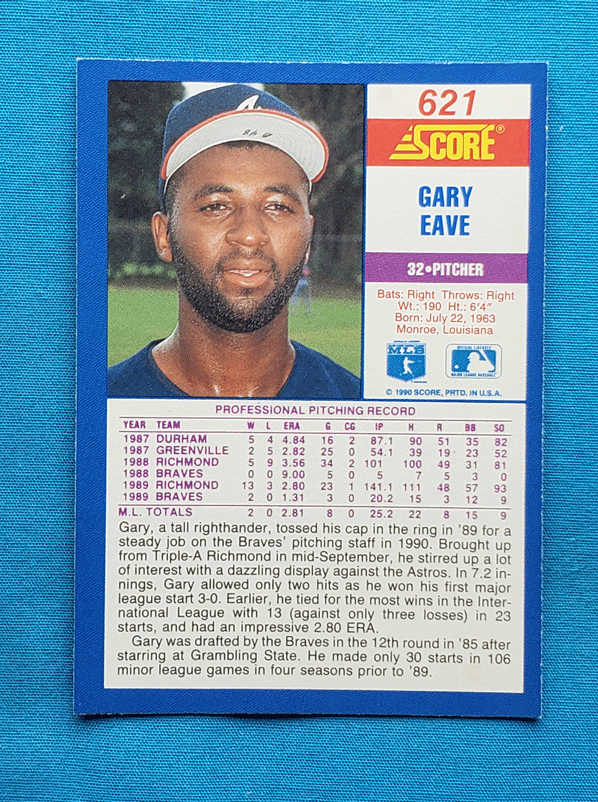 621
SCORE®
GARY
EAVE
32•PITCHER
Bats: Right Throws: Right
Wt.: 190 Ht.: 6'4"
Born: July 22, 1963
Monroe, Louisiana
© 1990 SCORE, PRTD. IN U.S.A.
PROFESSIONAL PITCHING RECORD
YEAR TEAM W L ERA G CG IP H R BB SO
1987 DURHAM 5 4 4.84 16 2 87.1 90 51 35 82
1987 GREENVILLE 2 5 2.82 25 0 54.1 39 19 23 52
1988 RICHMOND 5 9 3.56 34 2 101 100 49 31 81
1988 BRAVES 0 0 9.00 5 0 5 7 5 3 0
1989 RICHMOND 13 3 2.80 23 1 141.1 111 48 57 93
1989 BRAVES 2 0 1.31 3 0 20.2 15 3 12 9
M.L. TOTALS 2 0 2.81 8 0 25.2 22 8 15 9
Gary, a tall righthander, tossed his cap in the ring in '89 for a
steady job on the Braves' pitching staff in 1990. Brought up
from Triple-A Richmond in mid-September, he stirred up a lot
of interest with a dazzling display against the Astros. In 7.2 in-
nings, Gary allowed only two hits as he won his first major
league start 3-0. Earlier, he tied for the most wins in the Inter-
national League with 13 (against only three losses) in 23
starts, and had an impressive 2.80 ERA.
Gary was drafted by the Braves in the 12th round in '85 after
starring at Grambling State. He made only 30 starts in 106
minor league games in four seasons prior to '89.